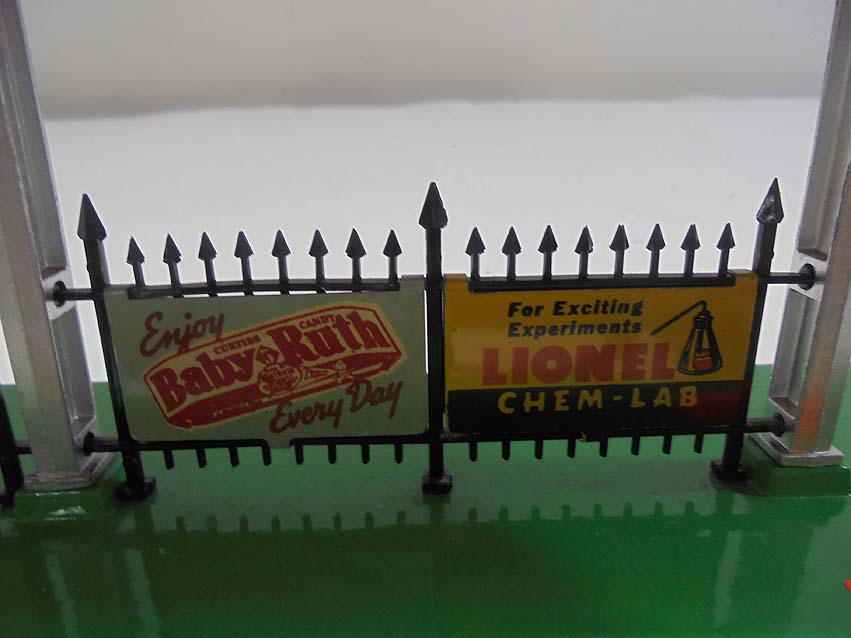 Enjoy
CURTISS CANDY
Baby Ruth
Every Day
For Exciting
Experiments
LIONEL
CHEM-LAB